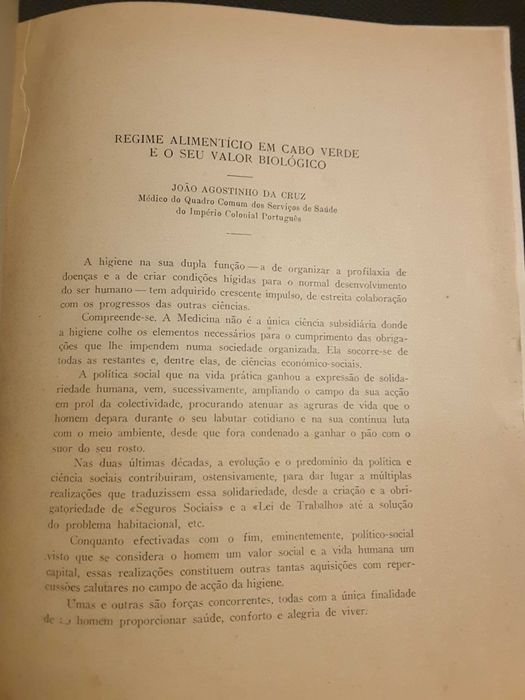 REGIME ALIMENTÍCIO EM CABO VERDE
E O SEU VALOR BIOLÓGICO
JOÃO AGOSTINHO DA CRUZ
Médico do Quadro Comum dos Serviços de Saúde
do Império Colonial Português
A higiene na sua dupla função — a de organizar a profilaxia de
doenças e a de criar condições hígidas para o normal desenvolvimento
do ser humano — tem adquirido crescente impulso, de estreita colaboração
com os progressos das outras ciências.
Compreende-se. A Medicina não é a única ciência subsidiária donde
a higiene colhe os elementos necessários para o cumprimento das obriga-
ções que lhe impendem numa sociedade organizada. Ela socorre-se de
todas as restantes e, dentre elas, de ciências económico-sociais.
A política social que na vida prática ganhou a expressão de solida-
riedade humana, vem, sucessivamente, ampliando o campo da sua acção
em prol da colectividade, procurando atenuar as agruras de vida que o
homem depara durante o seu labutar cotidiano e na sua contínua luta
com o meio ambiente, desde que fora condenado a ganhar o pão com o
suor do seu rosto.
Nas duas últimas décadas, a evolução e o predomínio da política e
ciência sociais contribuíram, ostensivamente, para dar lugar a múltiplas
realizações que traduzissem essa solidariedade, desde a criação e a obri-
gatoriedade de «Seguros Sociais» e a «Lei de Trabalho» até a solução
do problema habitacional, etc.
Conquanto efectivadas com o fim, eminentemente, político-social
visto que se considera o homem um valor social e a vida humana um
capital, essas realizações constituem outras tantas aquisições com reper-
cussões salutares no campo de acção da higiene.
Umas e outras são forças concorrentes, todas com a única finalidade
de ao homem proporcionar saúde, conforto e alegria de viver.